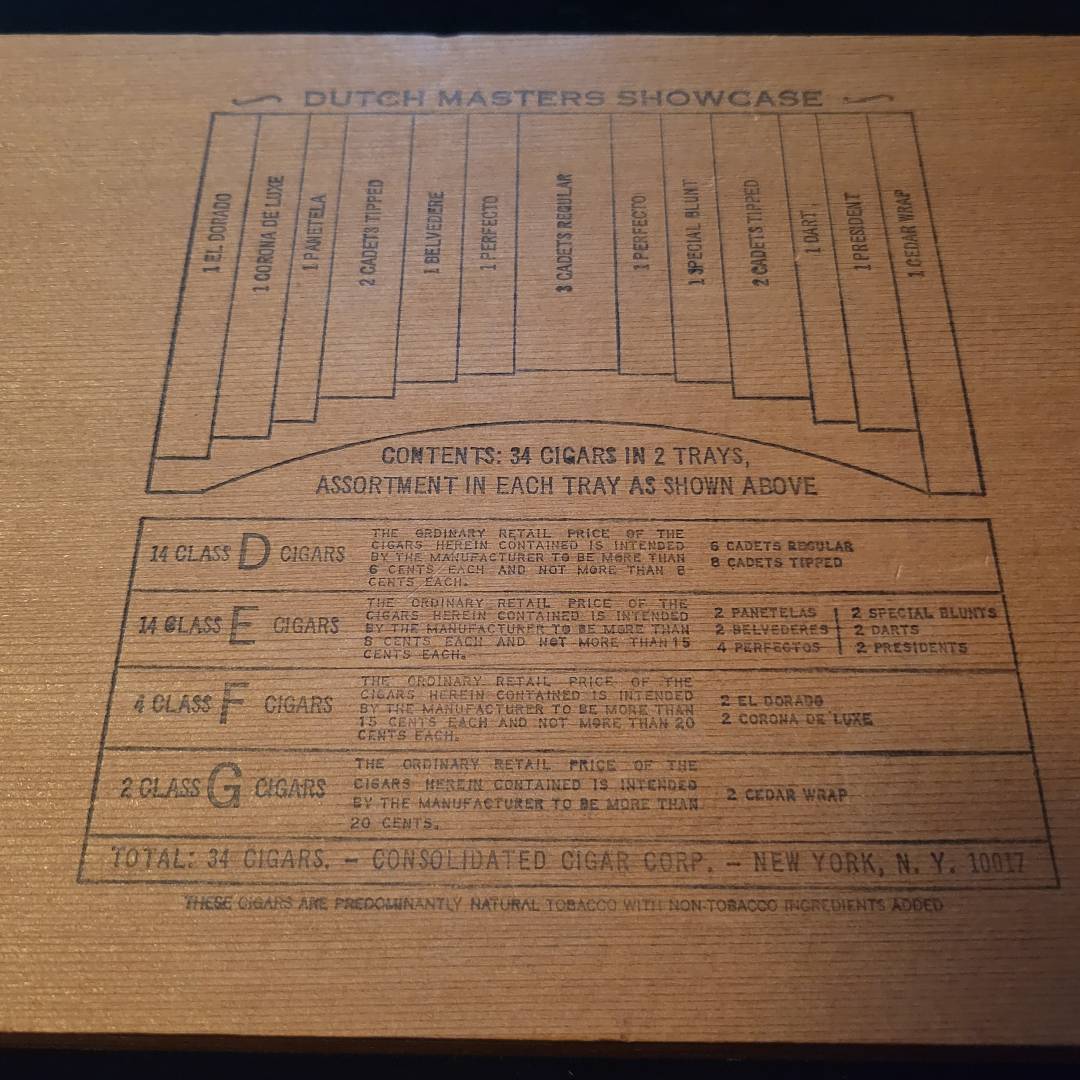 DUTCH MASTERS SHOWCASE
1 EL DORADO
1 CORONA DE LUXE
1 PANETELA
2 CADETS TIPPED
1 BELVEDERE
1 PERFECTO
3 CADETS REGULAR
1 PERFECTO
1 SPECIAL BLUNT
2 CADETS TIPPED
1 DART
1 PRESIDENT
1 CEDAR WRAP
CONTENTS: 34 CIGARS IN 2 TRAYS,
ASSORTMENT IN EACH TRAY AS SHOWN ABOVE
14 CLASS D CIGARS
THE ORDINARY RETAIL PRICE OF THE
CIGARS HEREIN CONTAINED IS INTENDED
BY THE MANUFACTURER TO BE MORE THAN
6 CENTS EACH AND NOT MORE THAN 8
CENTS EACH.
6 CADETS REGULAR
8 CADETS TIPPED
14 CLASS E CIGARS
THE ORDINARY RETAIL PRICE OF THE
CIGARS HEREIN CONTAINED IS INTENDED
BY THE MANUFACTURER TO BE MORE THAN
8 CENTS EACH AND NOT MORE THAN 15
CENTS EACH.
2 PANETELAS
2 BELVEDERES
4 PERFECTOS
2 SPECIAL BLUNTS
2 DARTS
2 PRESIDENTS
4 CLASS F CIGARS
THE ORDINARY RETAIL PRICE OF THE
CIGARS HEREIN CONTAINED IS INTENDED
BY THE MANUFACTURER TO BE MORE THAN
15 CENTS EACH AND NOT MORE THAN 20
CENTS EACH.
2 EL DORADO
2 CORONA DE LUXE
2 CLASS G CIGARS
THE ORDINARY RETAIL PRICE OF THE
CIGARS HEREIN CONTAINED IS INTENDED
BY THE MANUFACTURER TO BE MORE THAN
20 CENTS.
2 CEDAR WRAP
TOTAL: 34 CIGARS. – CONSOLIDATED CIGAR CORP. – NEW YORK, N. Y. 10017
THESE CIGARS ARE PREDOMINANTLY NATURAL TOBACCO WITH NON-TOBACCO INGREDIENTS ADDED